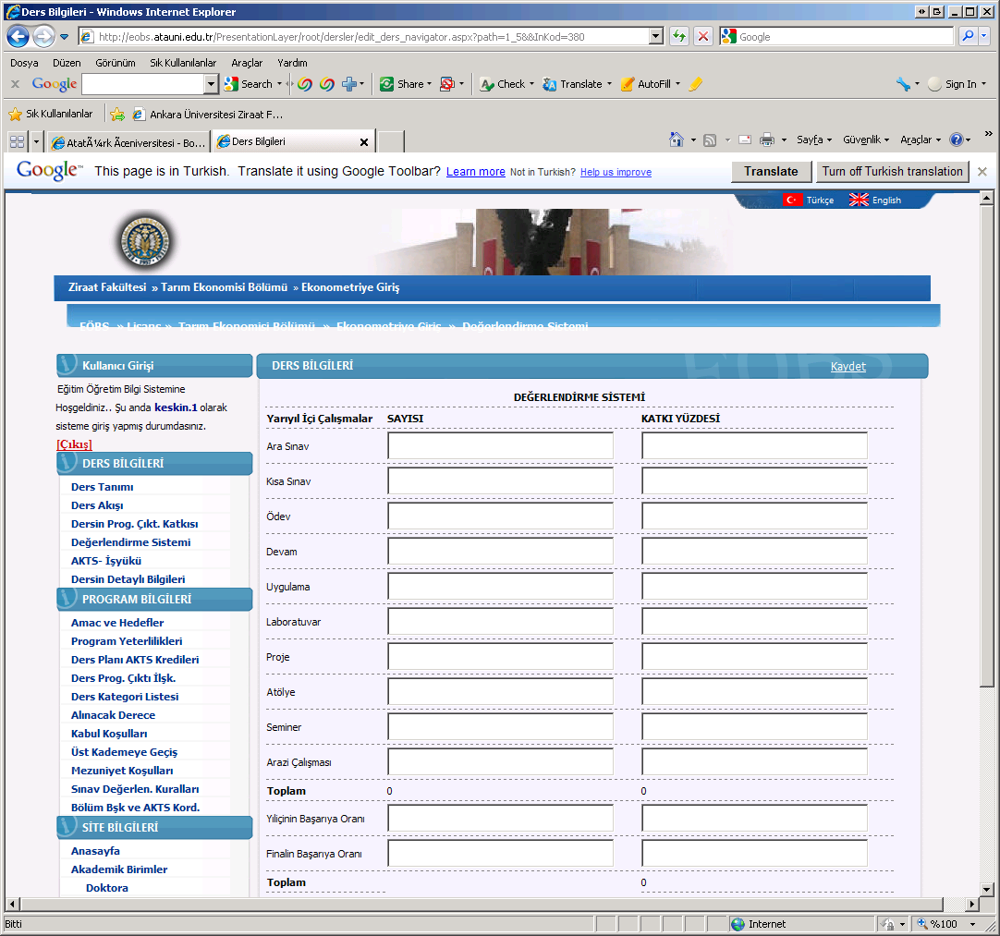 Ders Bilgileri - Windows Internet Explorer
http://eobs.atauni.edu.tr/PresentationLayer/root/dersler/edit_ders_navigator.aspx?path=1_5&&InKod=380 Google
Dosya Düzen Görünüm Sık Kullanılanlar Araçlar Yardım
x Google Search Share Check Translate AutoFill Sign In
Sık Kullanılanlar Ankara Üniversitesi Ziraat F...
AtatÃ¼rk Ãœniversitesi - Bo... Ders Bilgileri Sayfa Güvenlik Araçlar »
Google™ This page is in Turkish. Translate it using Google Toolbar? Learn more Not in Turkish? Help us improve Translate Turn off Turkish translation
Türkçe English
Ziraat Fakültesi » Tarım Ekonomisi Bölümü » Ekonometriye Giriş
EÖBS » Lisans » Tarım Ekonomisi Bölümü » Ekonometriye Giriş » Değerlendirme Sistemi
Kullanıcı Girişi
Eğitim Öğretim Bilgi Sistemine
Hoşgeldiniz.. Şu anda keskin.1 olarak
sisteme giriş yapmış durumdasınız.
[Çıkış]
DERS BİLGİLERİ
Ders Tanımı
Ders Akışı
Dersin Prog. Çıkt. Katkısı
Değerlendirme Sistemi
AKTS- İşyükü
Dersin Detaylı Bilgileri
PROGRAM BİLGİLERİ
Amac ve Hedefler
Program Yeterlilikleri
Ders Planı AKTS Kredileri
Ders Prog. Çıktı İlşk.
Ders Kategori Listesi
Alınacak Derece
Kabul Koşulları
Üst Kademeye Geçiş
Mezuniyet Koşulları
Sınav Değerlen. Kuralları
Bölüm Bşk ve AKTS Kord.
SİTE BİLGİLERİ
Anasayfa
Akademik Birimler
Doktora
DERS BİLGİLERİ EOBS Kaydet
DEĞERLENDİRME SİSTEMİ
Yarıyıl İçi Çalışmalar SAYISI KATKI YÜZDESİ
Ara Sınav
Kısa Sınav
Ödev
Devam
Uygulama
Laboratuvar
Proje
Atölye
Seminer
Arazi Çalışması
Toplam 0 0
Yıliçinin Başarıya Oranı
Finalin Başarıya Oranı
Toplam 0
Bitti Internet %100